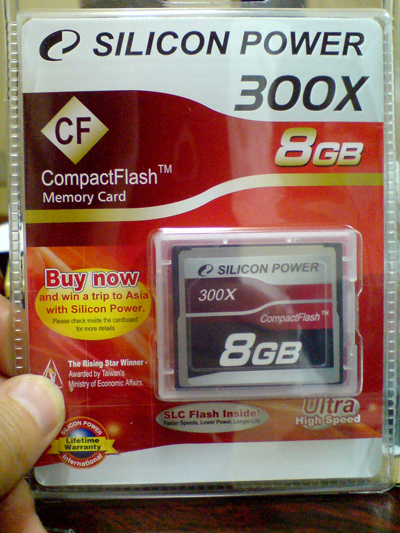 SILICON POWER
300X
CF
8GB
CompactFlash™
Memory Card
SILICON POWER
300X
CompactFlash™
8GB
Buy now
and win a trip to Asia
with Silicon Power.
Please check inside the cardboard
for more details
The Rising Star Winner -
Awarded by Taiwan's
Ministry of Economic Affairs.
SLC Flash Inside!
Faster Speeds, Lower Power, Longer Life
Ultra
High Speed
SILICON POWER
Lifetime
Warranty
International